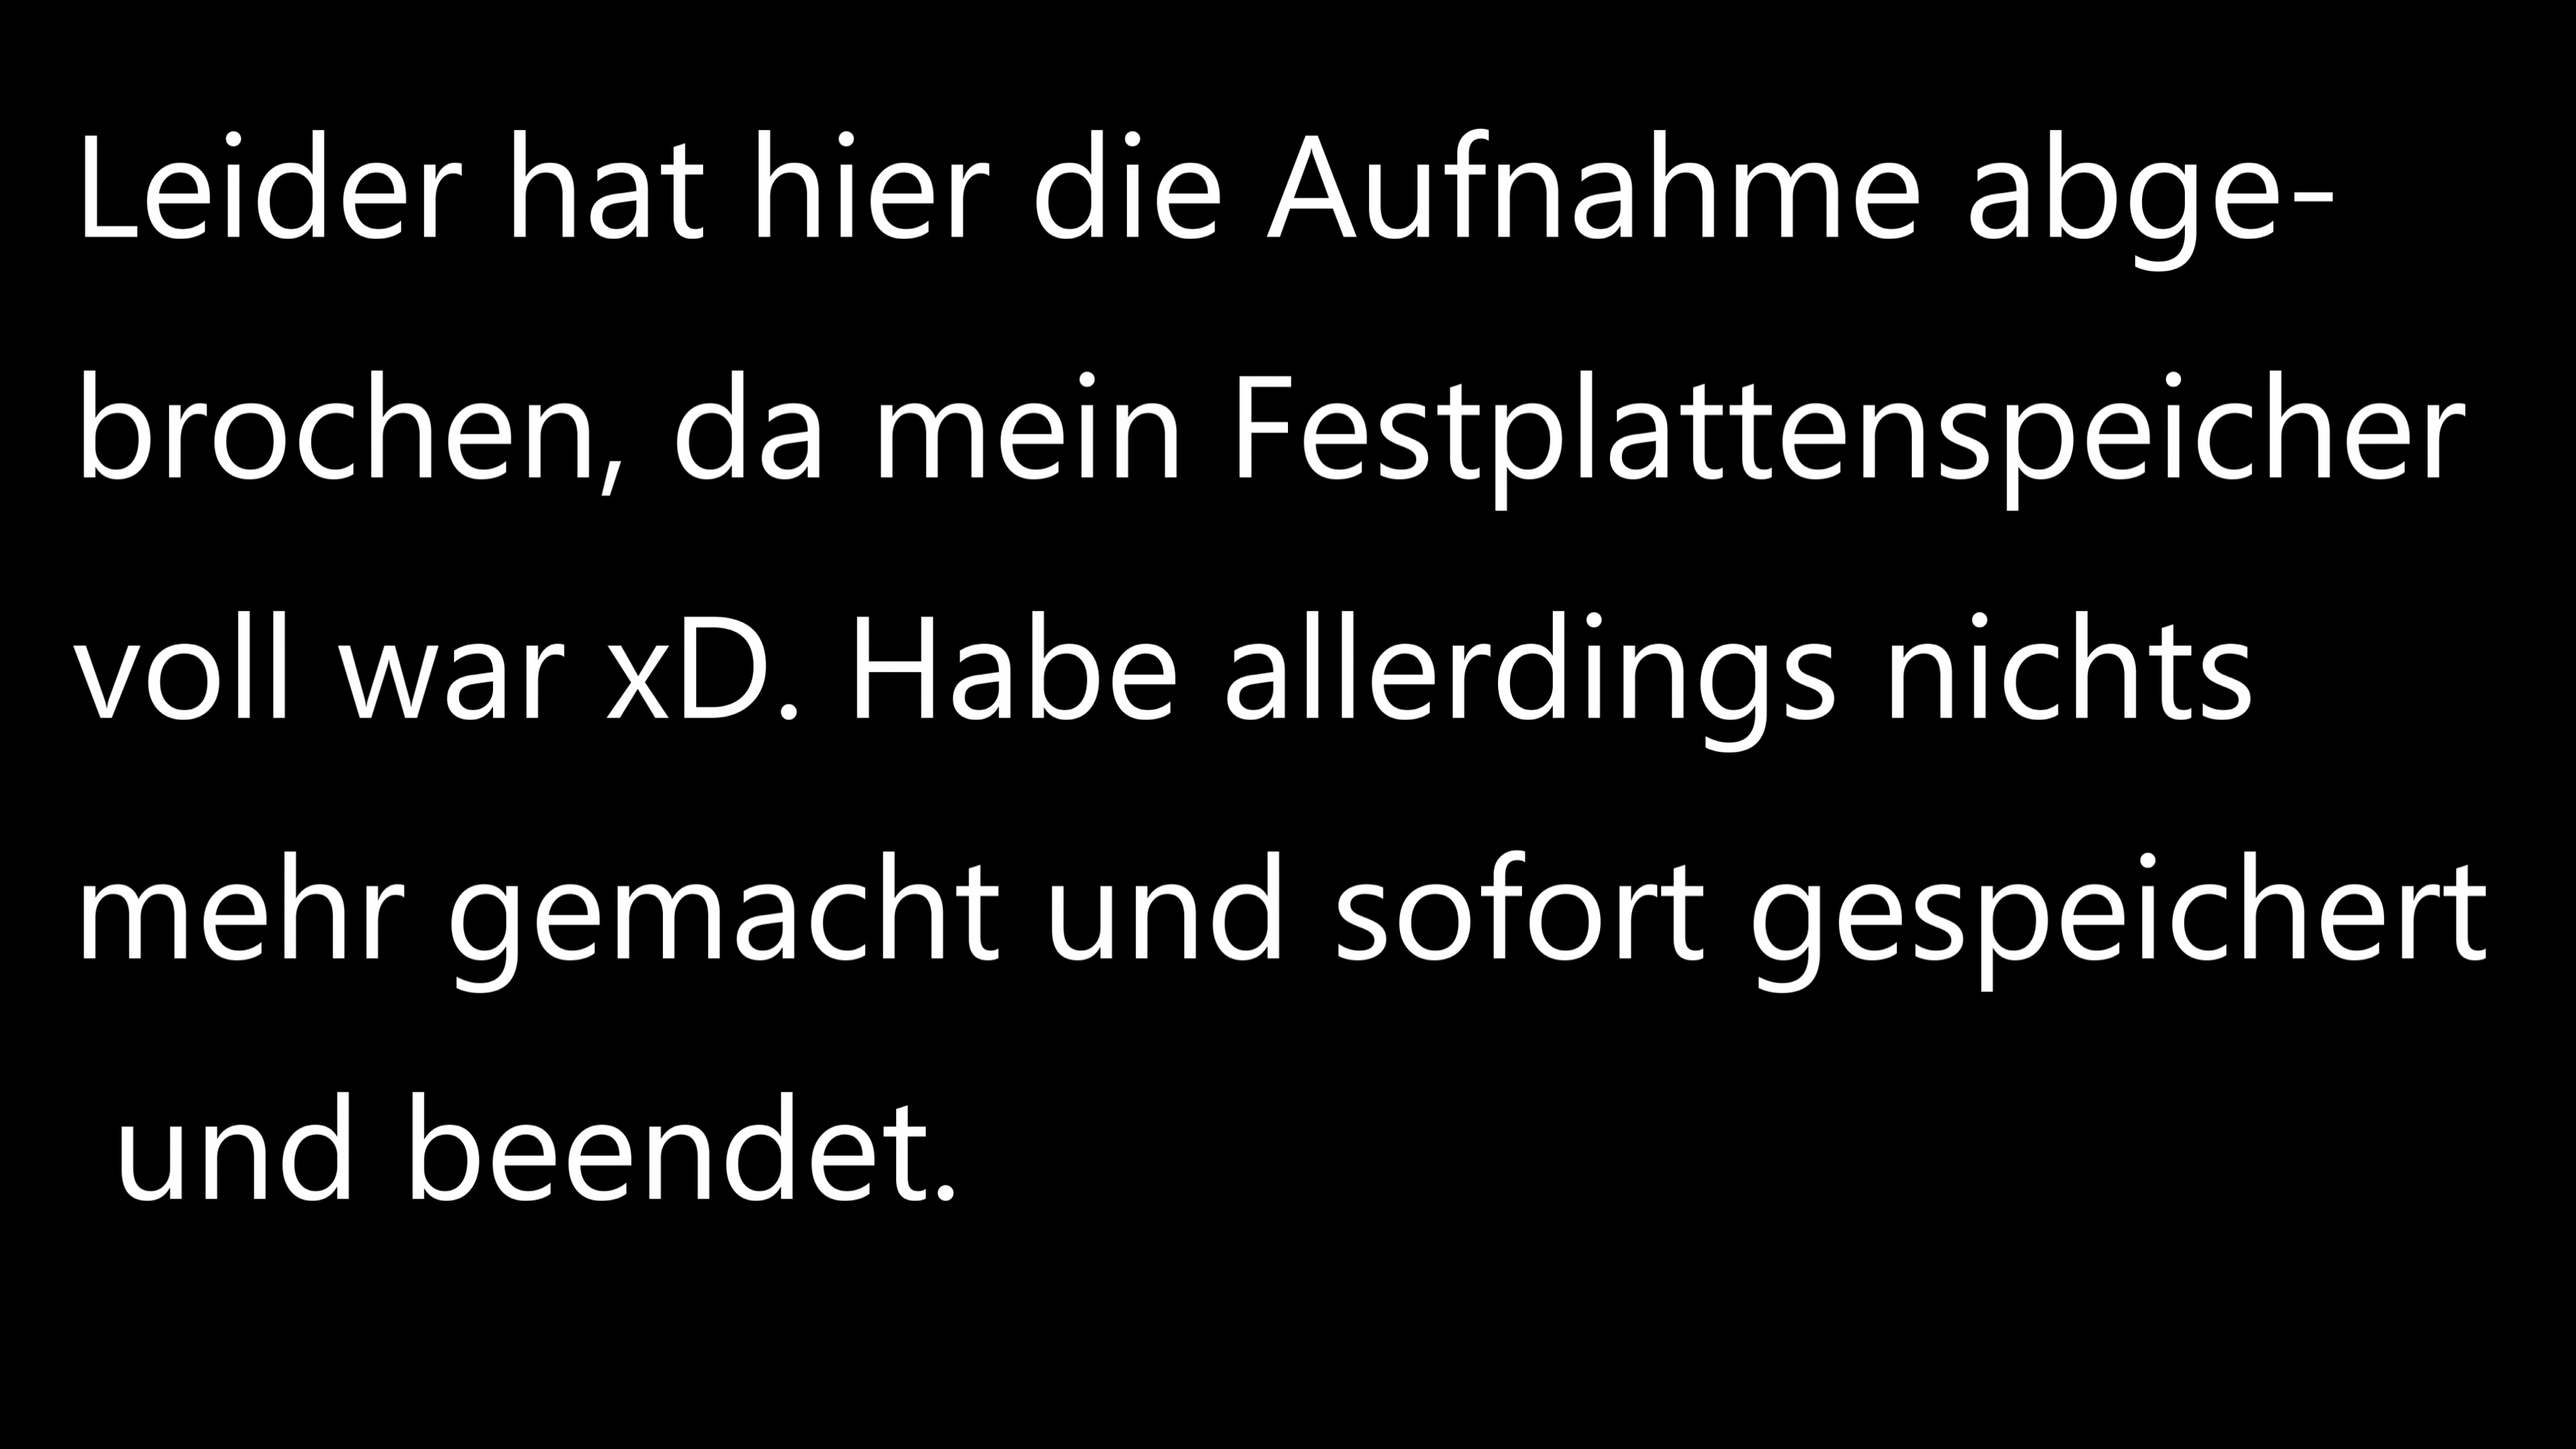 Leider hat hier die Aufnahme abge-
brochen, da mein Festplattenspeicher
voll war xD. Habe allerdings nichts
mehr gemacht und sofort gespeichert
und beendet.